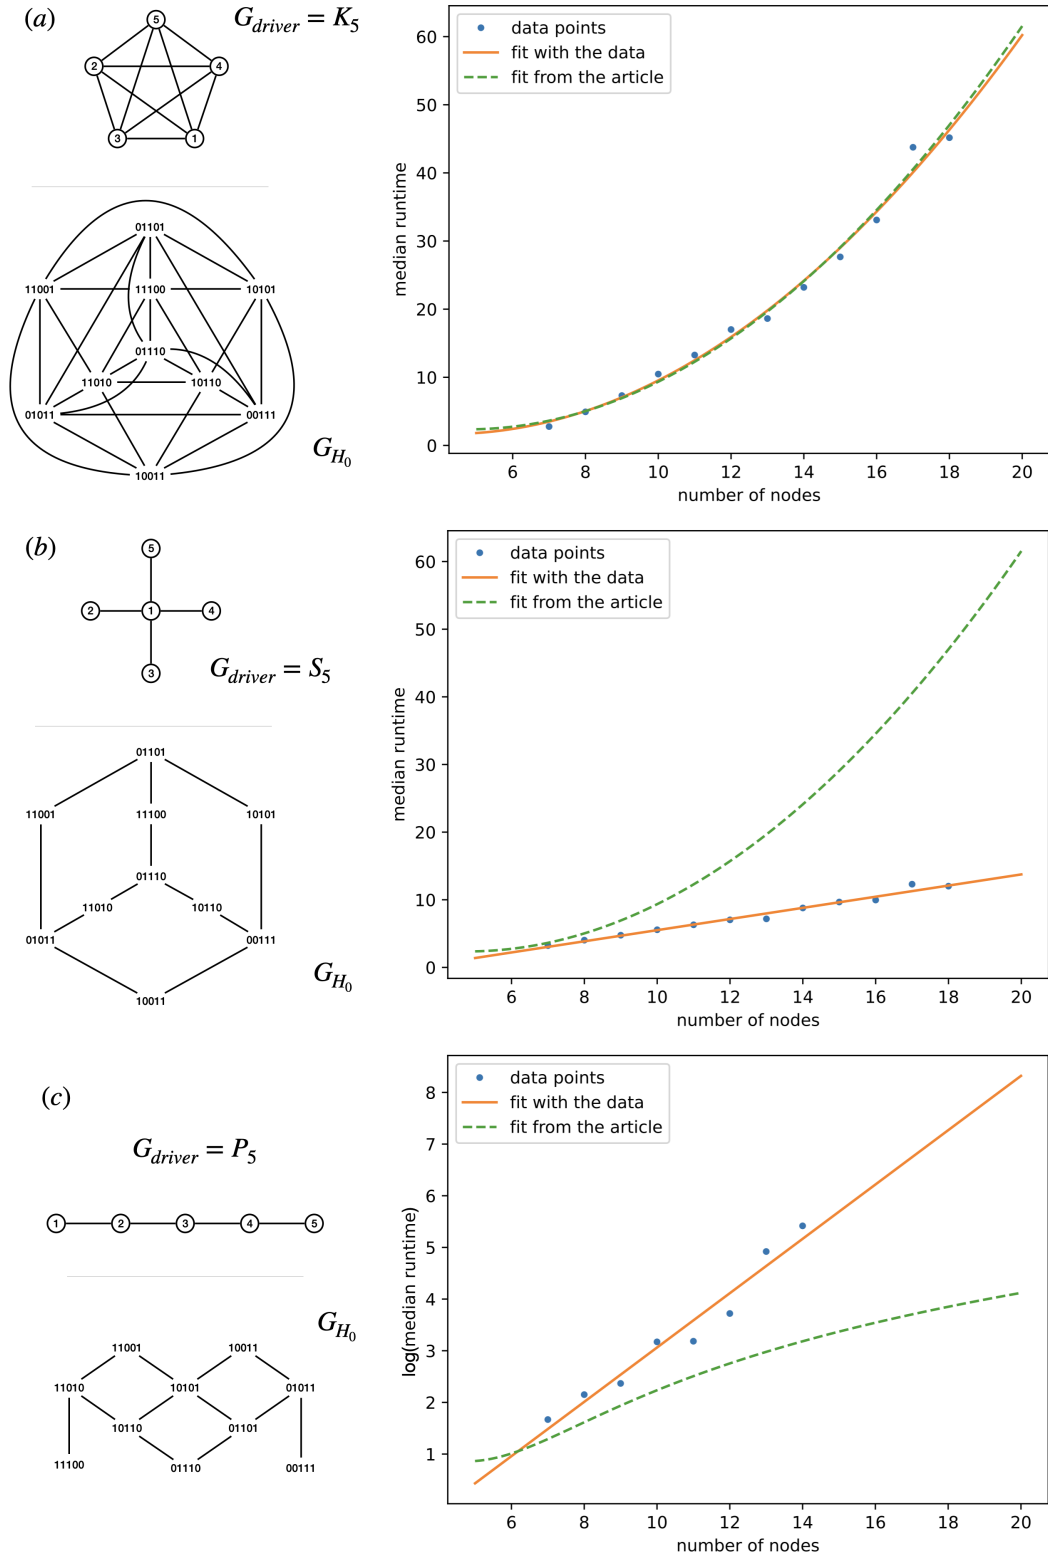 (a)
G_driver = K_5
5
2
4
3
1
01101
11001
11100
10101
01110
11010
10110
01011
00111
G_{H_0}
10011
data points
fit with the data
fit from the article
60
50
40
30
20
10
0
median runtime
6 8 10 12 14 16 18 20
number of nodes
(b)
5
2
1
4
3
G_driver = S_5
01101
11001
11100
10101
01110
11010
10110
01011
00111
G_{H_0}
10011
data points
fit with the data
fit from the article
60
50
40
30
20
10
0
median runtime
6 8 10 12 14 16 18 20
number of nodes
(c)
G_driver = P_5
1 2 3 4 5
G_{H_0}
11001
10011
11010
10101
01011
10110
01101
11100
01110
00111
data points
fit with the data
fit from the article
8
7
6
5
4
3
2
1
log(median runtime)
6 8 10 12 14 16 18 20
number of nodes